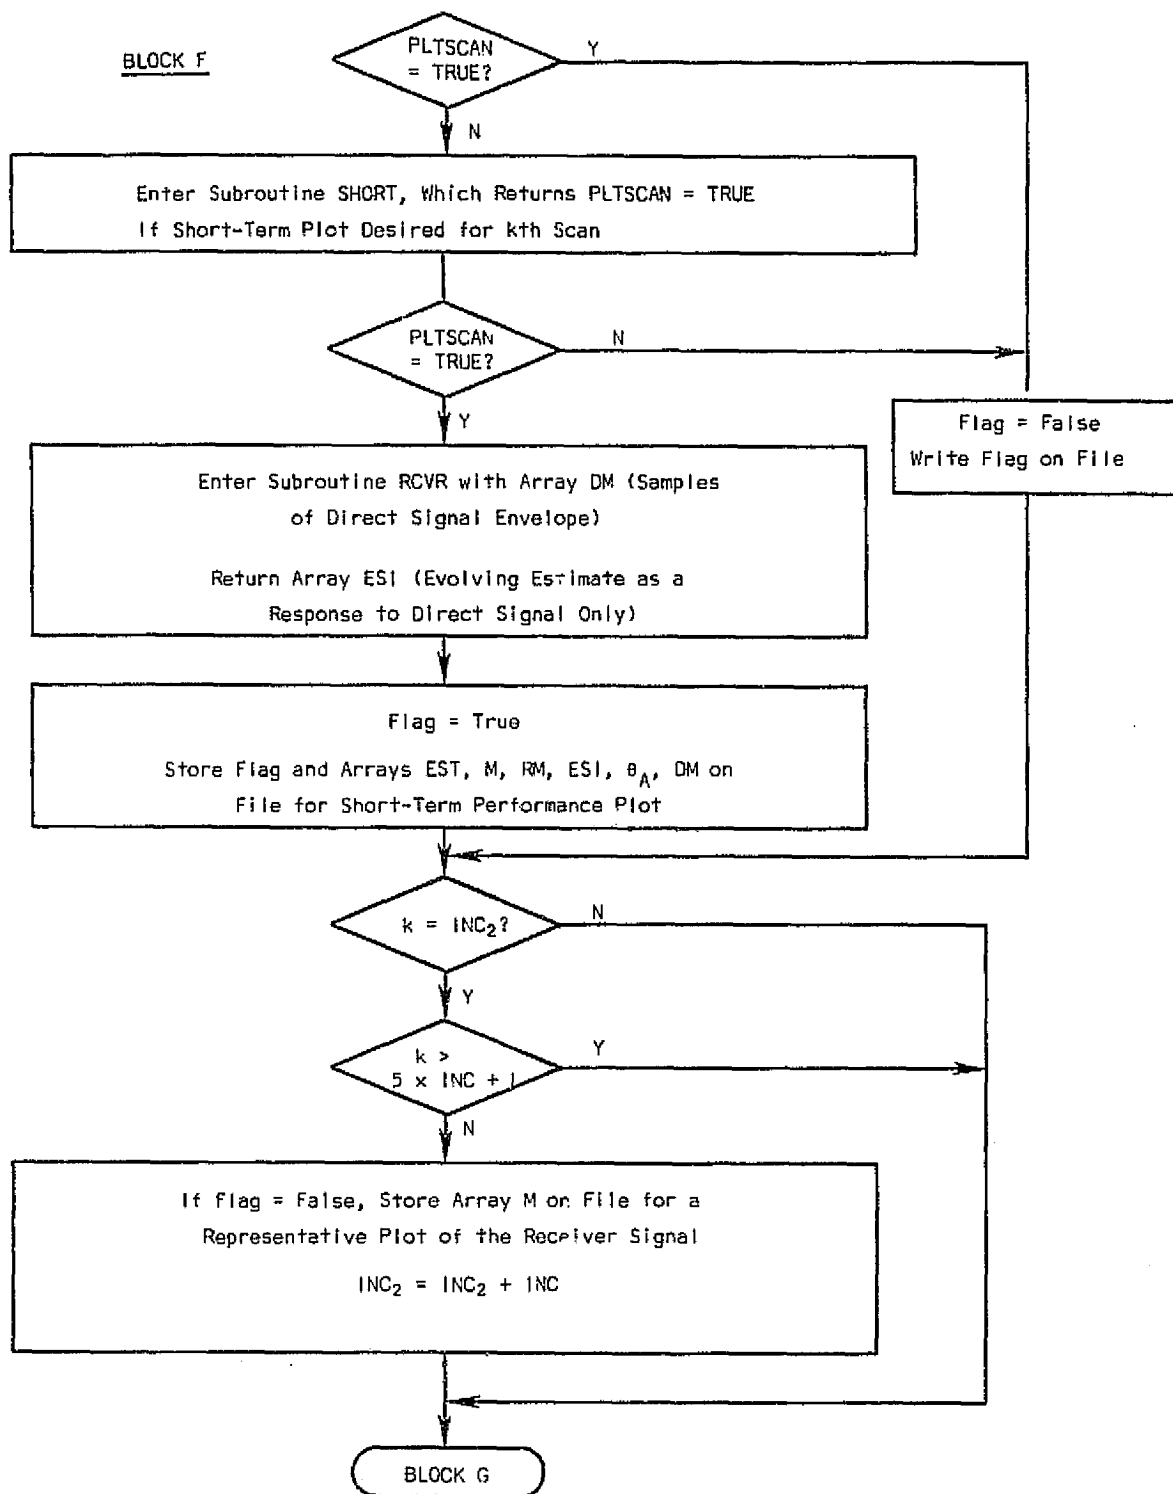 BLOCK F
PLTSCAN
= TRUE?
Y
N
Enter Subroutine SHORT, Which Returns PLTSCAN = TRUE
If Short-Term Plot Desired for kth Scan
PLTSCAN
= TRUE?
N
Y
Flag = False
Write Flag on File
Enter Subroutine RCVR with Array DM (Samples
of Direct Signal Envelope)
Return Array ESI (Evolving Estimate as a
Response to Direct Signal Only)
Flag = True
Store Flag and Arrays EST, M, RM, ESI, θA, DM on
File for Short-Term Performance Plot
k = INC2?
N
Y
k >
5 x INC + 1
Y
N
If Flag = False, Store Array M on File for a
Representative Plot of the Receiver Signal
INC2 = INC2 + INC
BLOCK G